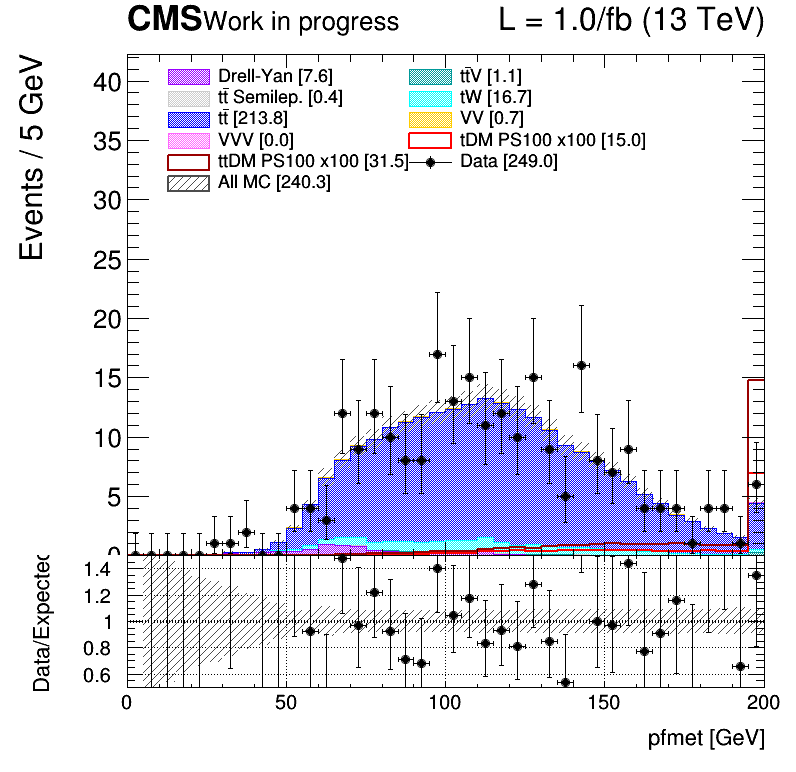 CMS Work in progress L = 1.0/fb (13 TeV)
Events / 5 GeV
40
35
30
25
20
15
10
5
0
Drell-Yan [7.6]
tt̄V [1.1]
tt̄ Semilep. [0.4]
tW [16.7]
tt̄ [213.8]
VV [0.7]
VVV [0.0]
tDM PS100 x100 [15.0]
ttDM PS100 x100 [31.5]
Data [249.0]
All MC [240.3]
Data/Expected
1.4
1.2
1
0.8
0.6
0 50 100 150 200
pfmet [GeV]